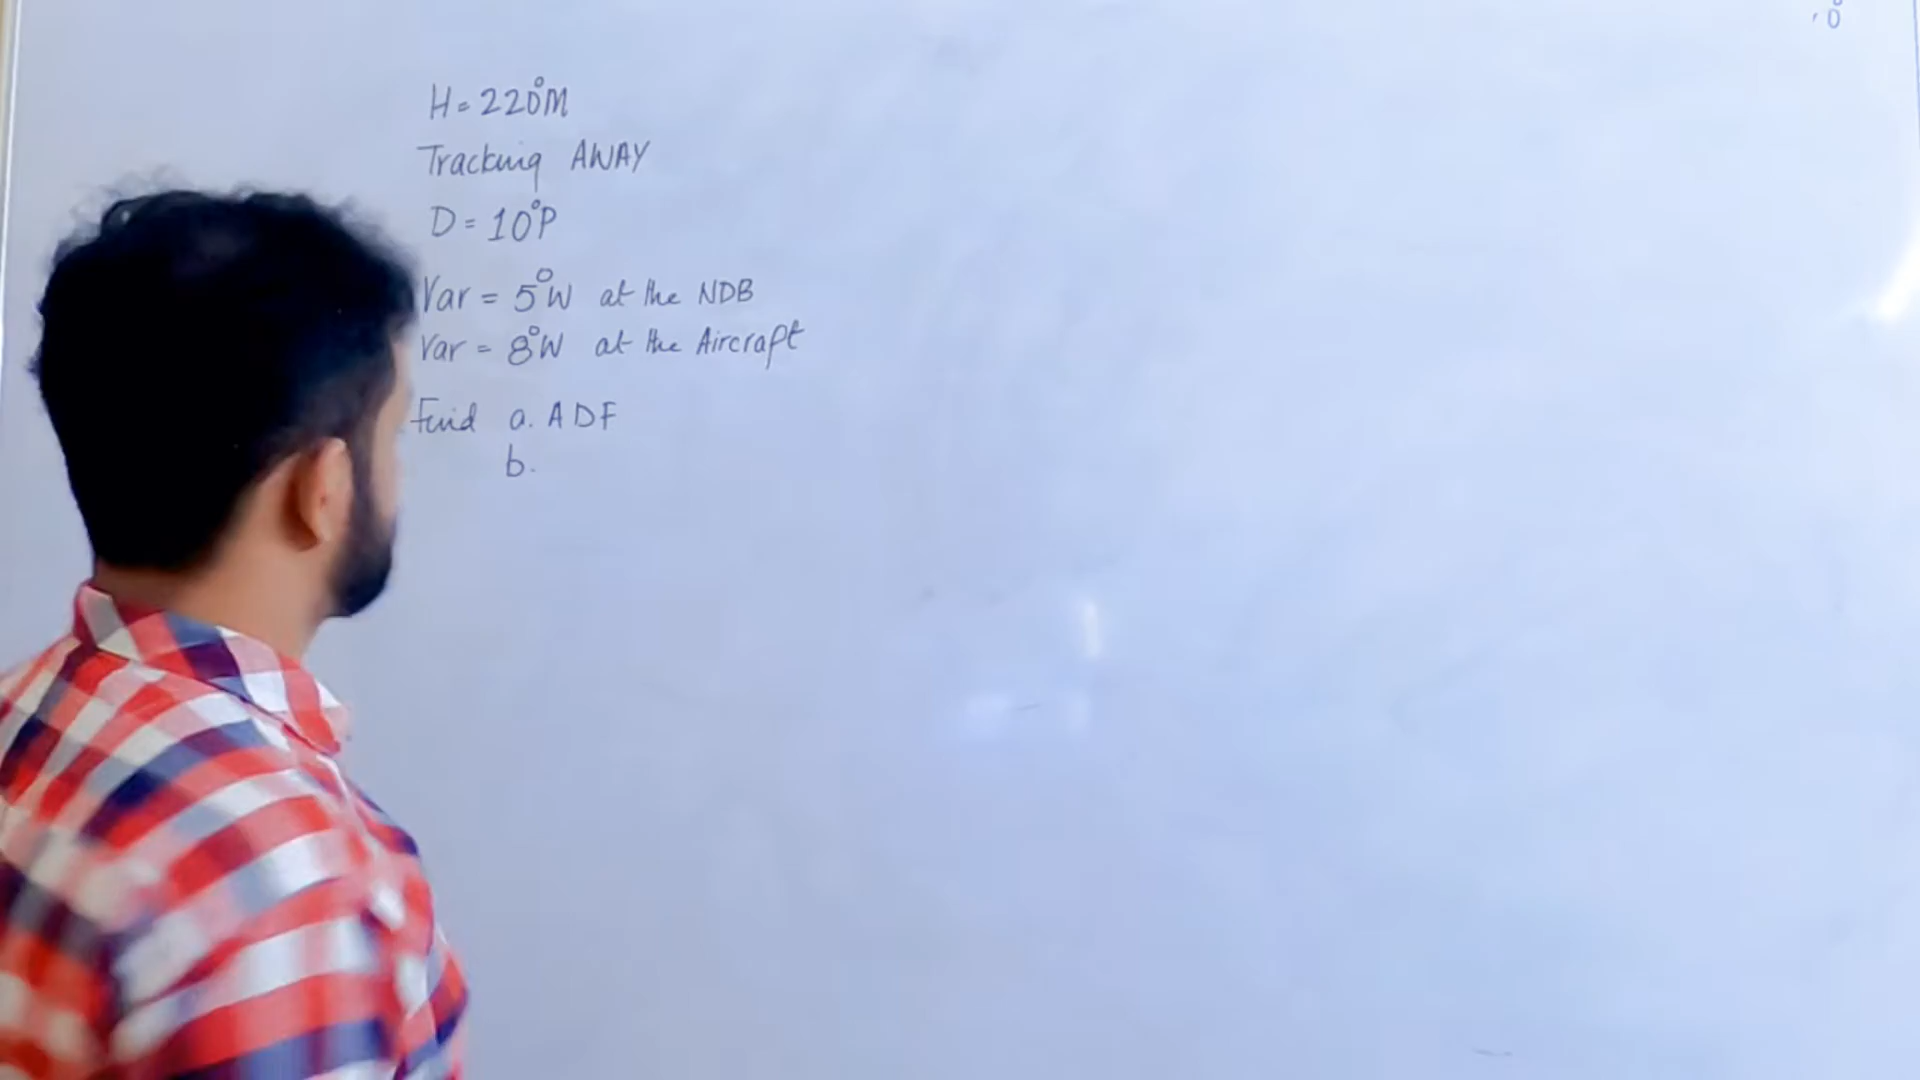 H = 220°M
Tracking AWAY
D = 10°P
Var = 5°W at the NDB
Var = 8°W at the Aircraft
Find a. ADF
b.